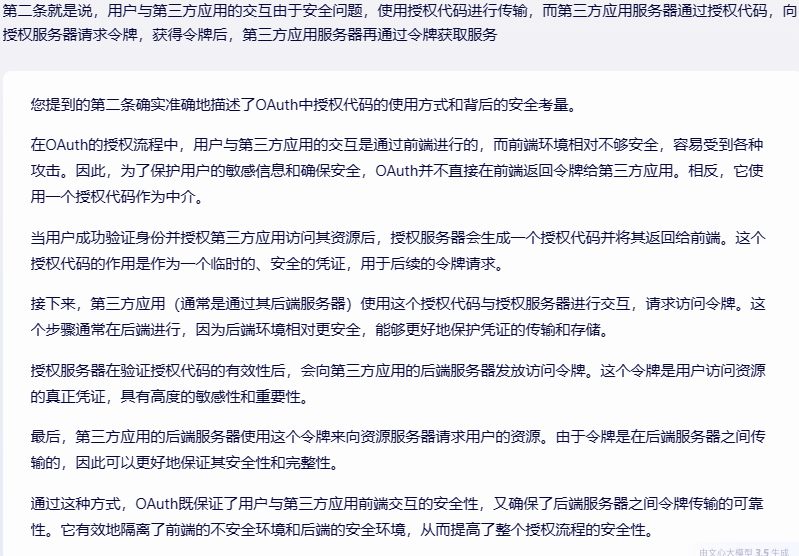 第二条就是说，用户与第三方应用的交互由于安全问题，使用授权代码进行传输，而第三方应用服务器通过授权代码，向
授权服务器请求令牌，获得令牌后，第三方应用服务器再通过令牌获取服务
您提到的第二条确实准确地描述了OAuth中授权代码的使用方式和背后的安全考量。
在OAuth的授权流程中，用户与第三方应用的交互是通过前端进行的，而前端环境相对不够安全，容易受到各种
攻击。因此，为了保护用户的敏感信息和确保安全，OAuth并不直接在前端返回令牌给第三方应用。相反，它使
用一个授权代码作为中介。
当用户成功验证身份并授权第三方应用访问其资源后，授权服务器会生成一个授权代码并将其返回给前端。这个
授权代码的作用是作为一个临时的、安全的凭证，用于后续的令牌请求。
接下来，第三方应用（通常是通过其后端服务器）使用这个授权代码与授权服务器进行交互，请求访问令牌。这
个步骤通常在后端进行，因为后端环境相对更安全，能够更好地保护凭证的传输和存储。
授权服务器在验证授权代码的有效性后，会向第三方应用的后端服务器发放访问令牌。这个令牌是用户访问资源
的真正凭证，具有高度的敏感性和重要性。
最后，第三方应用的后端服务器使用这个令牌来向资源服务器请求用户的资源。由于令牌是在后端服务器之间传
输的，因此可以更好地保证其安全性和完整性。
通过这种方式，OAuth既保证了用户与第三方应用前端交互的安全性，又确保了后端服务器之间令牌传输的可靠
性。它有效地隔离了前端的不安全环境和后端的安全环境，从而提高了整个授权流程的安全性。
由文心大模型 3.5 生成